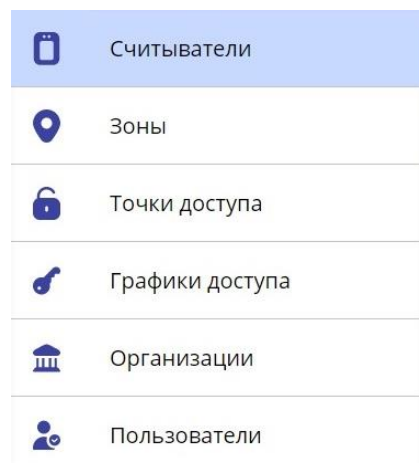 Считыватели
Зоны
Точки доступа
Графики доступа
Организации
Пользователи